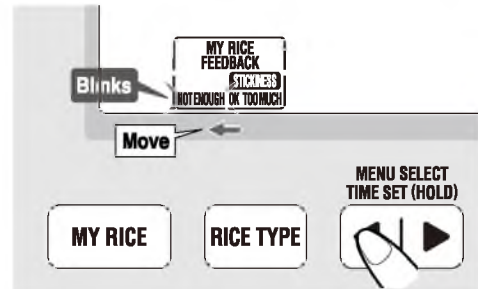 MY RICE
FEEDBACK
STICKINESS
NOT ENOUGH OK TOO MUCH
Blinks
Move
MENU SELECT
TIME SET (HOLD)
MY RICE
RICE TYPE